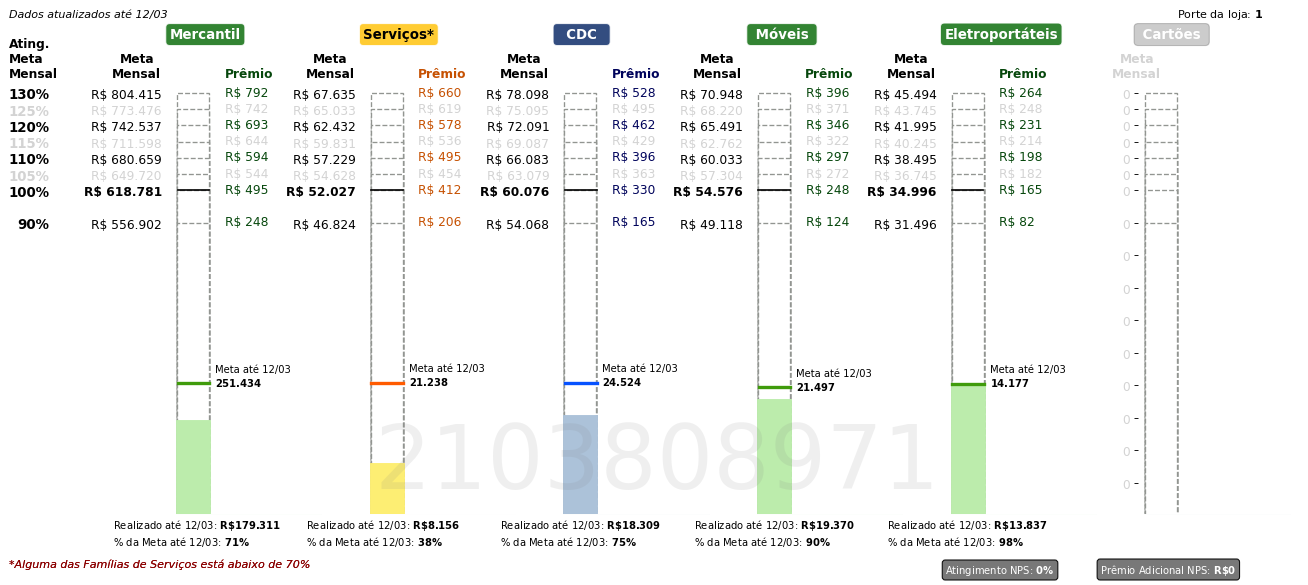 Dados atualizados até 12/03
Porte da loja: 1
Mercantil Serviços* CDC Móveis Eletroportáteis Cartões
Ating. Meta Mensal Meta Mensal Prêmio Meta Mensal Prêmio Meta Mensal Prêmio Meta Mensal Prêmio Meta Mensal Prêmio Meta Mensal
130% R$ 804.415 R$ 792 R$ 67.635 R$ 660 R$ 78.098 R$ 528 R$ 70.948 R$ 396 R$ 45.494 R$ 264 0
125% R$ 773.476 R$ 742 R$ 65.033 R$ 619 R$ 75.095 R$ 495 R$ 68.220 R$ 371 R$ 43.745 R$ 248 0
120% R$ 742.537 R$ 693 R$ 62.432 R$ 578 R$ 72.091 R$ 462 R$ 65.491 R$ 346 R$ 41.995 R$ 231 0
115% R$ 711.598 R$ 644 R$ 59.831 R$ 536 R$ 69.087 R$ 429 R$ 62.762 R$ 322 R$ 40.245 R$ 214 0
110% R$ 680.659 R$ 594 R$ 57.229 R$ 495 R$ 66.083 R$ 396 R$ 60.033 R$ 297 R$ 38.495 R$ 198 0
105% R$ 649.720 R$ 544 R$ 54.628 R$ 454 R$ 63.079 R$ 363 R$ 57.304 R$ 272 R$ 36.745 R$ 182 0
100% R$ 618.781 R$ 495 R$ 52.027 R$ 412 R$ 60.076 R$ 330 R$ 54.576 R$ 248 R$ 34.996 R$ 165 0
90% R$ 556.902 R$ 248 R$ 46.824 R$ 206 R$ 54.068 R$ 165 R$ 49.118 R$ 124 R$ 31.496 R$ 82 0
0
0
0
0
Meta até 12/03 Meta até 12/03 Meta até 12/03 Meta até 12/03 Meta até 12/03
251.434 21.238 24.524 21.497 14.177 0
0
0
0
2103808971
Realizado até 12/03: R$179.311 Realizado até 12/03: R$8.156 Realizado até 12/03: R$18.309 Realizado até 12/03: R$19.370 Realizado até 12/03: R$13.837
% da Meta até 12/03: 71% % da Meta até 12/03: 38% % da Meta até 12/03: 75% % da Meta até 12/03: 90% % da Meta até 12/03: 98%
*Alguma das Famílias de Serviços está abaixo de 70%
Atingimento NPS: 0% Prêmio Adicional NPS: R$0